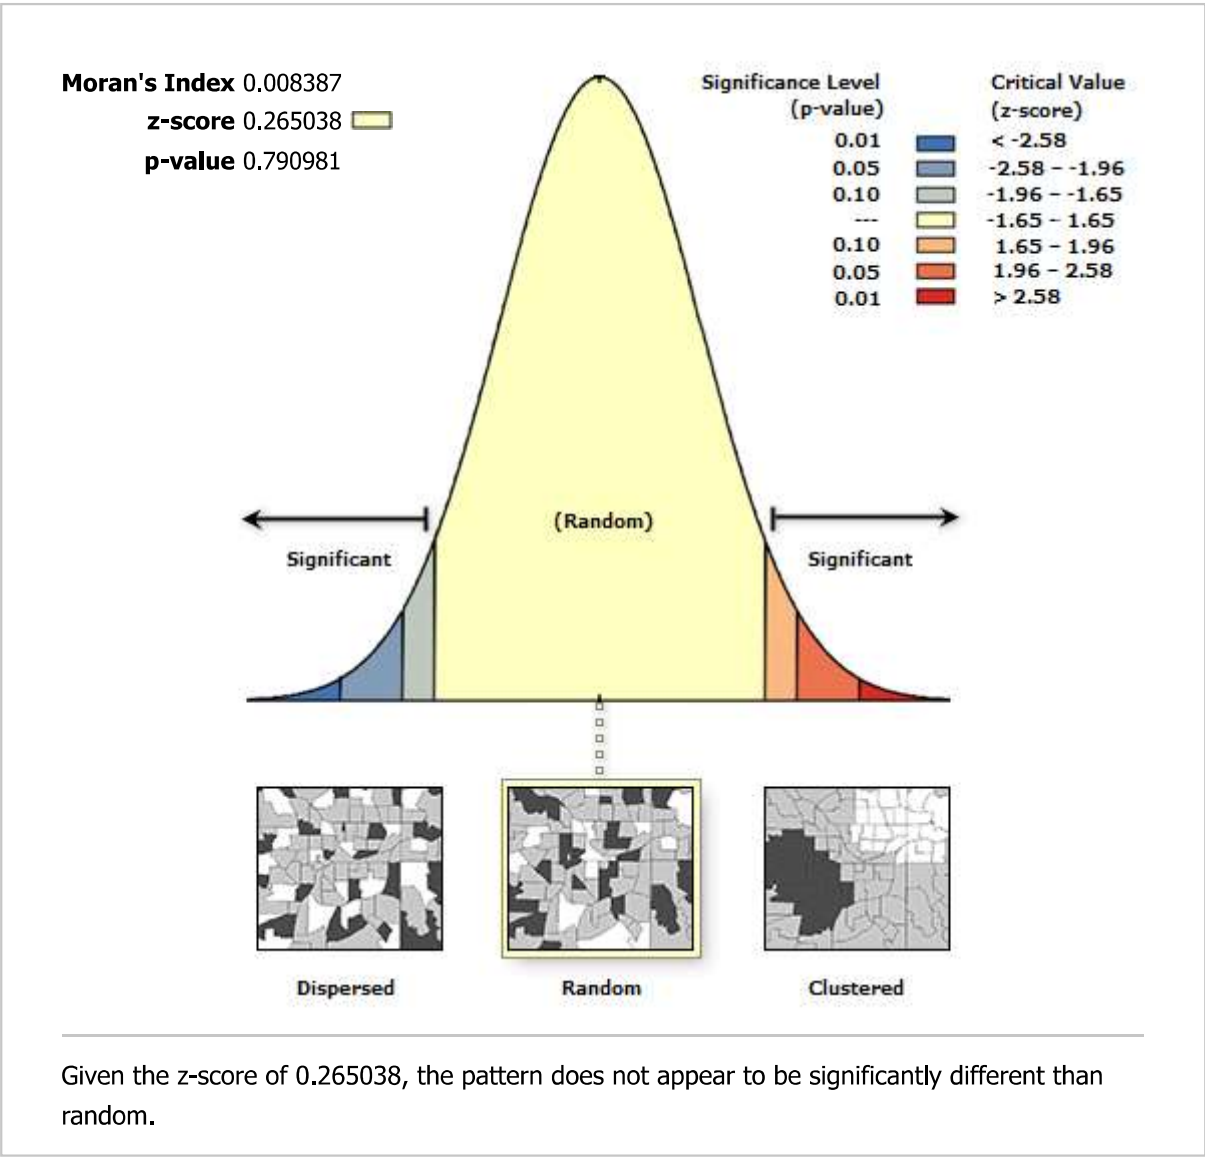 Moran's Index 0.008387
z-score 0.265038
p-value 0.790981
Significance Level
(p-value)
Critical Value
(z-score)
0.01 < -2.58
0.05 -2.58 – -1.96
0.10 -1.96 – -1.65
--- -1.65 – 1.65
0.10 1.65 – 1.96
0.05 1.96 – 2.58
0.01 > 2.58
(Random)
Significant
Significant
Dispersed
Random
Clustered
Given the z-score of 0.265038, the pattern does not appear to be significantly different than
random.